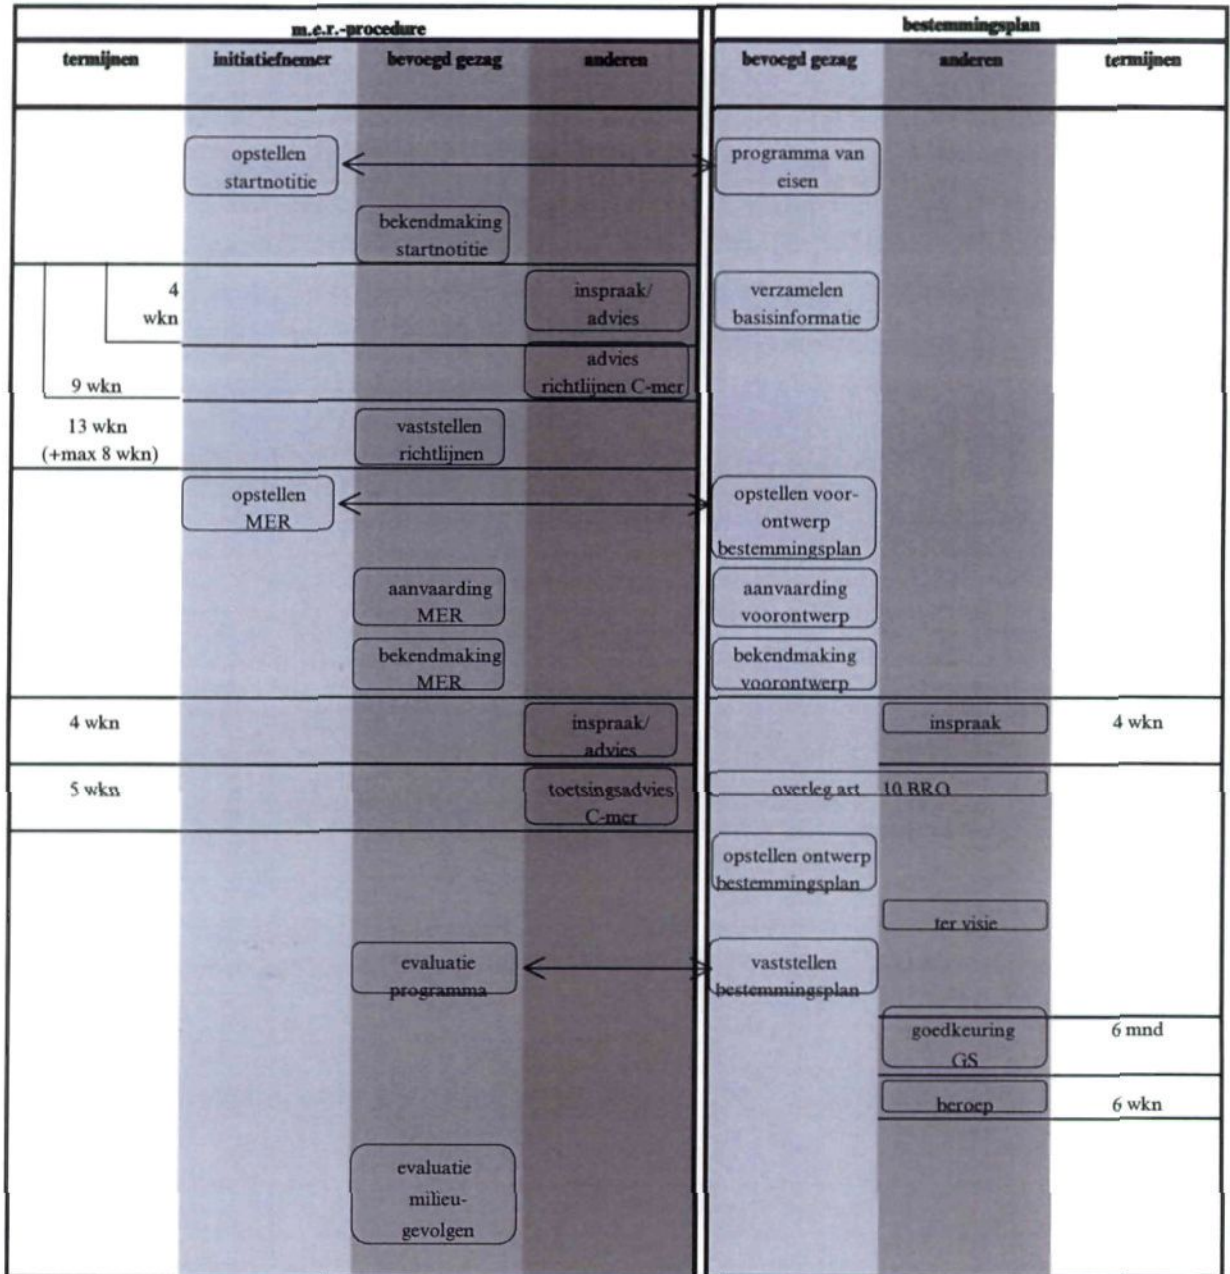 m.e.r.-procedure
bestemmingsplan
termijnen
initiatiefnemer
bevoegd gezag
anderen
bevoegd gezag
anderen
termijnen
opstellen
startnotitie
programma van
eisen
bekendmaking
startnotitie
4
wkn
inspraak/
advies
verzamelen
basisinformatie
advies
richtlijnen C-mer
9 wkn
13 wkn
(+max 8 wkn)
vaststellen
richtlijnen
opstellen
MER
opstellen voor-
ontwerp
bestemmingsplan
aanvaarding
MER
aanvaarding
voorontwerp
bekendmaking
MER
bekendmaking
voorontwerp
4 wkn
inspraak/
advies
inspraak
4 wkn
5 wkn
toetsingsadvies
C-mer
overleg art 10 BRO
opstellen ontwerp
bestemmingsplan
ter visie
evaluatie
programma
vaststellen
bestemmingsplan
goedkeuring
GS
6 mnd
beroep
6 wkn
evaluatie
milieu-
gevolgen